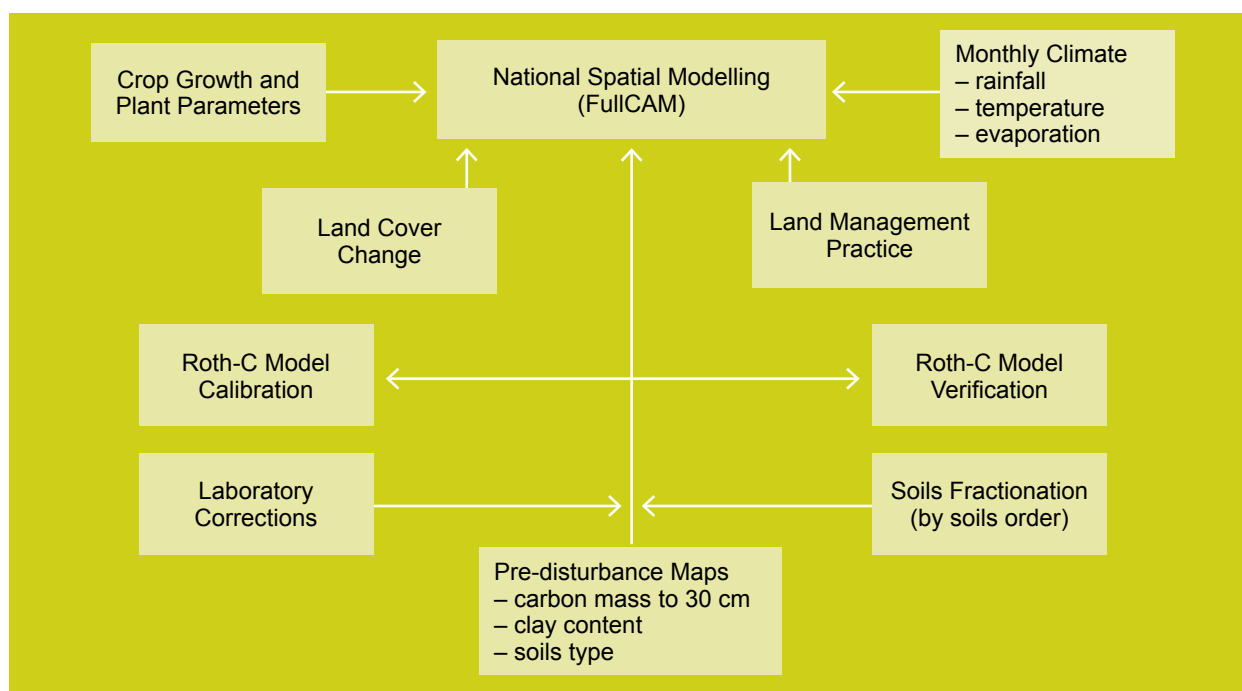 Crop Growth and
Plant Parameters
National Spatial Modelling
(FullCAM)
Monthly Climate
– rainfall
– temperature
– evaporation
Land Cover
Change
Land Management
Practice
Roth-C Model
Calibration
Roth-C Model
Verification
Laboratory
Corrections
Soils Fractionation
(by soils order)
Pre-disturbance Maps
– carbon mass to 30 cm
– clay content
– soils type